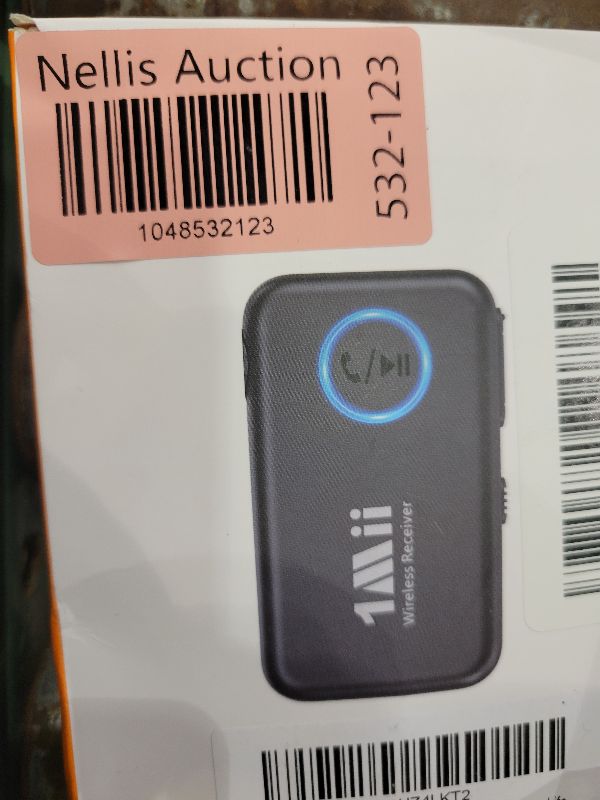 Nellis Auction
532-123
1048532123
1Mii
Wireless Receiver